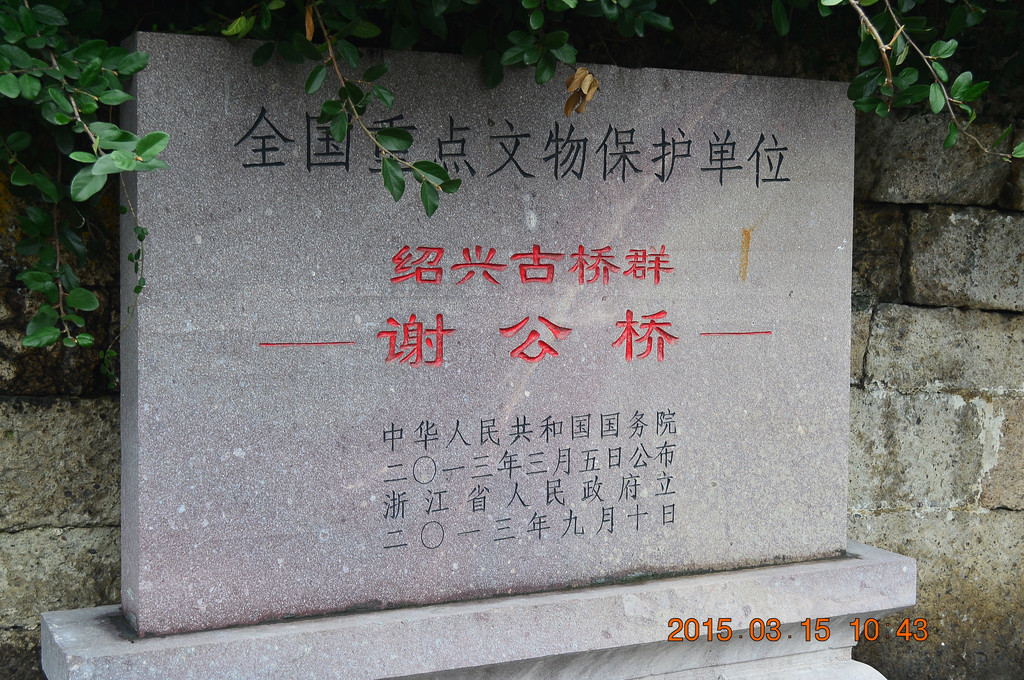 全国重点文物保护单位
绍兴古桥群
谢公桥
中华人民共和国国务院
二〇一三年三月五日公布
浙江省人民政府立
二〇一三年九月十日
2015.03.15 10 43